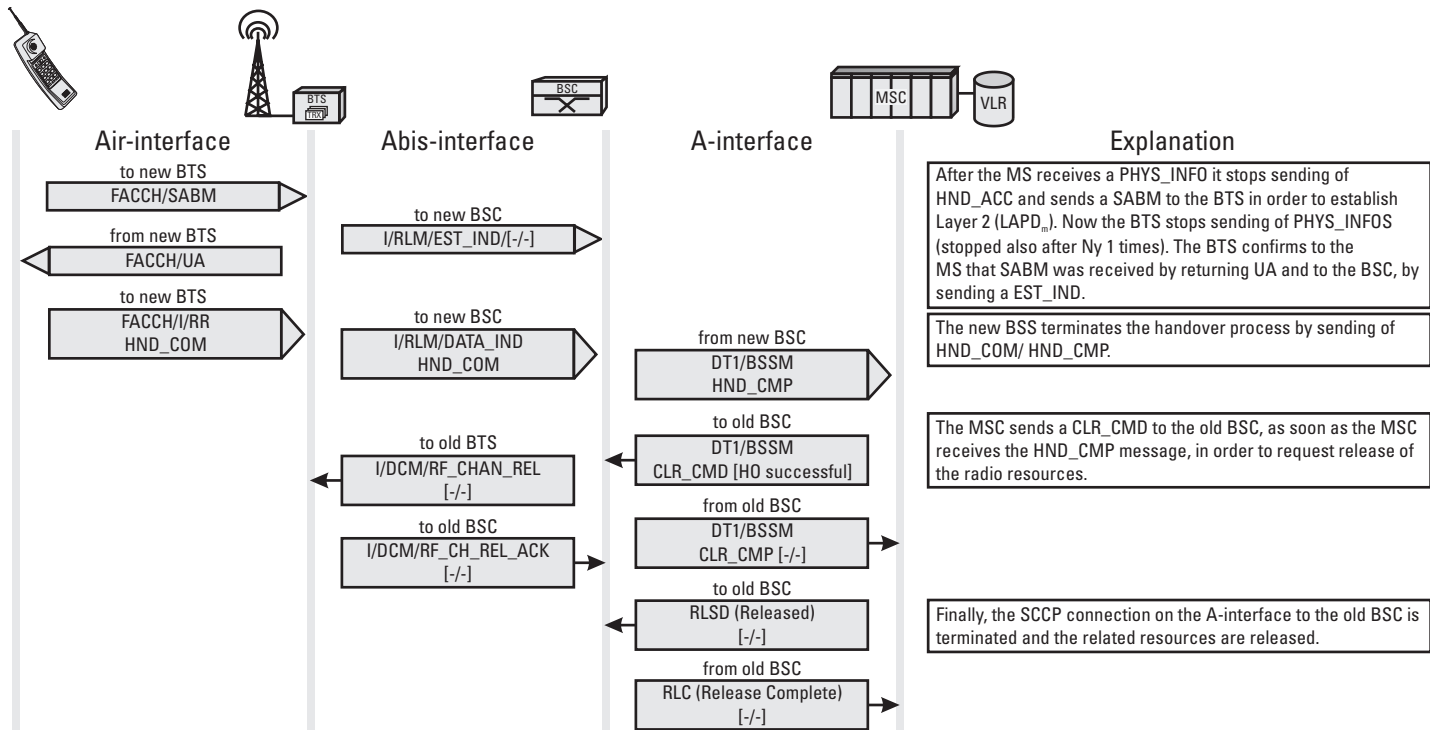 BTS
TRX
BSC
MSC
VLR
Air-interface
Abis-interface
A-interface
Explanation
to new BTS
FACCH/SABM
to new BSC
I/RLM/EST_IND/[-/-]
from new BTS
FACCH/UA
After the MS receives a PHYS_INFO it stops sending of
HND_ACC and sends a SABM to the BTS in order to establish
Layer 2 (LAPDm). Now the BTS stops sending of PHYS_INFOS
(stopped also after Ny 1 times). The BTS confirms to the
MS that SABM was received by returning UA and to the BSC, by
sending a EST_IND.
to new BTS
FACCH/I/RR
HND_COM
to new BSC
I/RLM/DATA_IND
HND_COM
from new BSC
DT1/BSSM
HND_CMP
The new BSS terminates the handover process by sending of
HND_COM/ HND_CMP.
to old BSC
DT1/BSSM
CLR_CMD [HO successful]
The MSC sends a CLR_CMD to the old BSC, as soon as the MSC
receives the HND_CMP message, in order to request release of
the radio resources.
to old BTS
I/DCM/RF_CHAN_REL
[-/-]
from old BSC
DT1/BSSM
CLR_CMP [-/-]
to old BSC
I/DCM/RF_CH_REL_ACK
[-/-]
to old BSC
RLSD (Released)
[-/-]
Finally, the SCCP connection on the A-interface to the old BSC is
terminated and the related resources are released.
from old BSC
RLC (Release Complete)
[-/-]